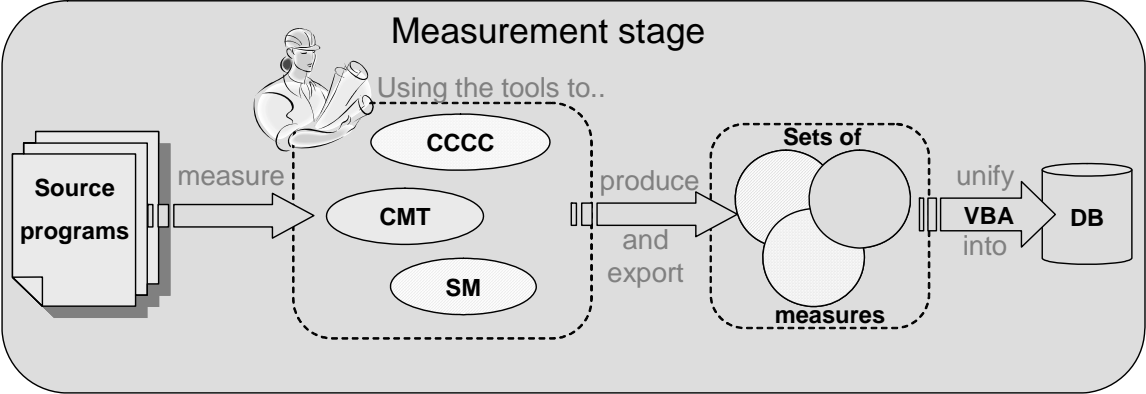 Measurement stage
Using the tools to..
Source
programs
measure
CCCC
CMT
SM
produce
and
export
Sets of
measures
unify
VBA
into
DB